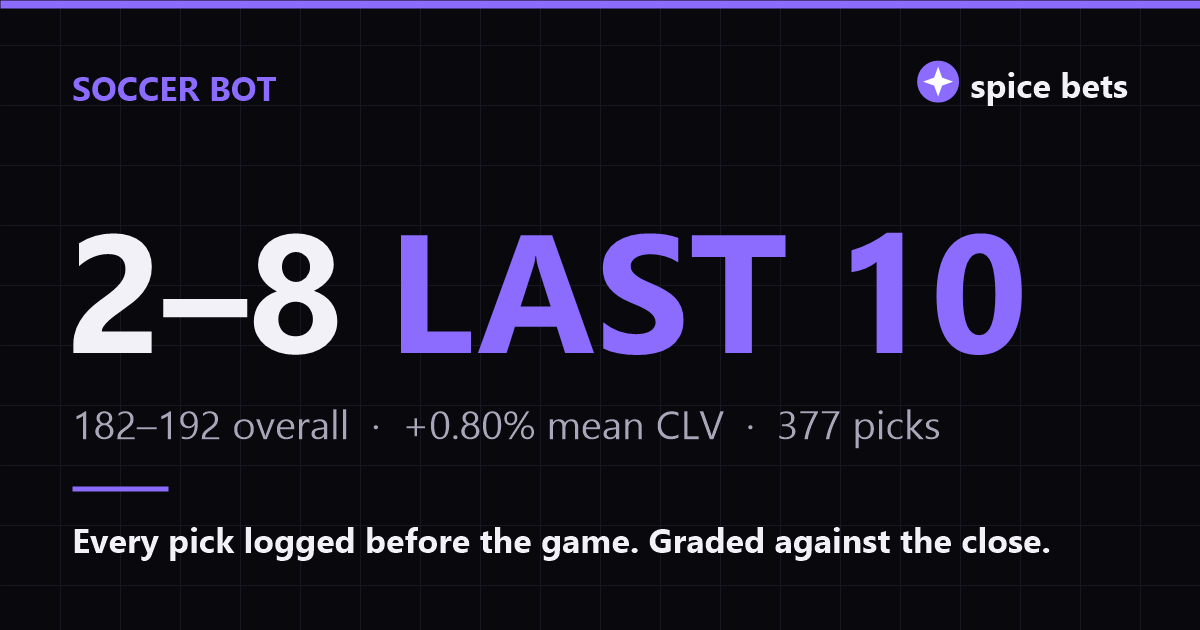 SOCCER BOT
spice bets
2–8 LAST 10
182–192 overall · +0.80% mean CLV · 377 picks
Every pick logged before the game. Graded against the close.